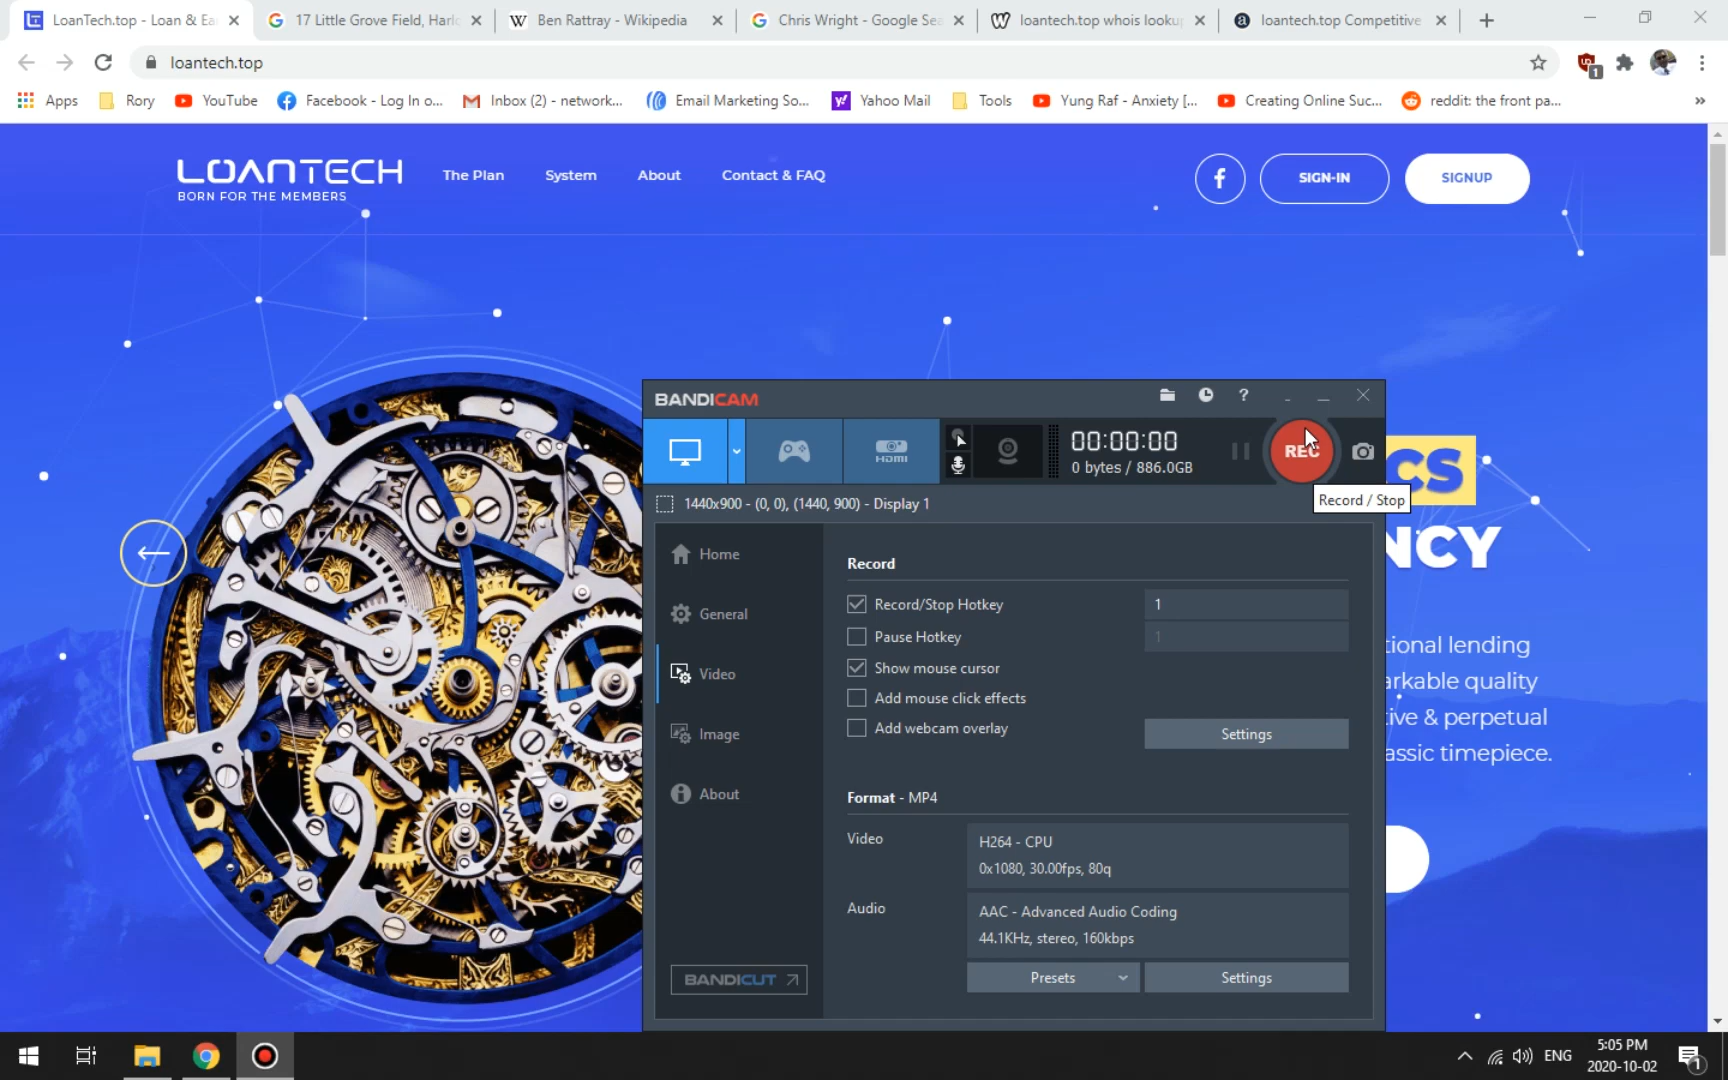 LoanTech.top - Loan & Ea
17 Little Grove Field, Harlo
Ben Rattray - Wikipedia
Chris Wright - Google Sea
loantech.top whois looku
loantech.top Competitive
loantech.top
1
Apps
Rory
YouTube
Facebook - Log In o...
Inbox (2) - network...
Email Marketing So...
Yahoo Mail
Tools
Yung Raf - Anxiety [...
Creating Online Suc...
reddit: the front pa...
LOANTECH
BORN FOR THE MEMBERS
The Plan
System
About
Contact & FAQ
SIGN-IN
SIGNUP
BANDICAM
HDMI
00:00:00
0 bytes / 886.0GB
REC
Record / Stop
1440x900 - (0, 0), (1440, 900) - Display 1
CS
NCY
tional lending
arkable quality
tive & perpetual
assic timepiece.
Home
General
Video
Image
About
BANDICUT
Record
Record/Stop Hotkey
1
Pause Hotkey
1
Show mouse cursor
Add mouse click effects
Add webcam overlay
Settings
Format - MP4
Video
H264 - CPU
0x1080, 30.00fps, 80q
Audio
AAC - Advanced Audio Coding
44.1KHz, stereo, 160kbps
Presets
Settings
ENG
5:05 PM
2020-10-02
1